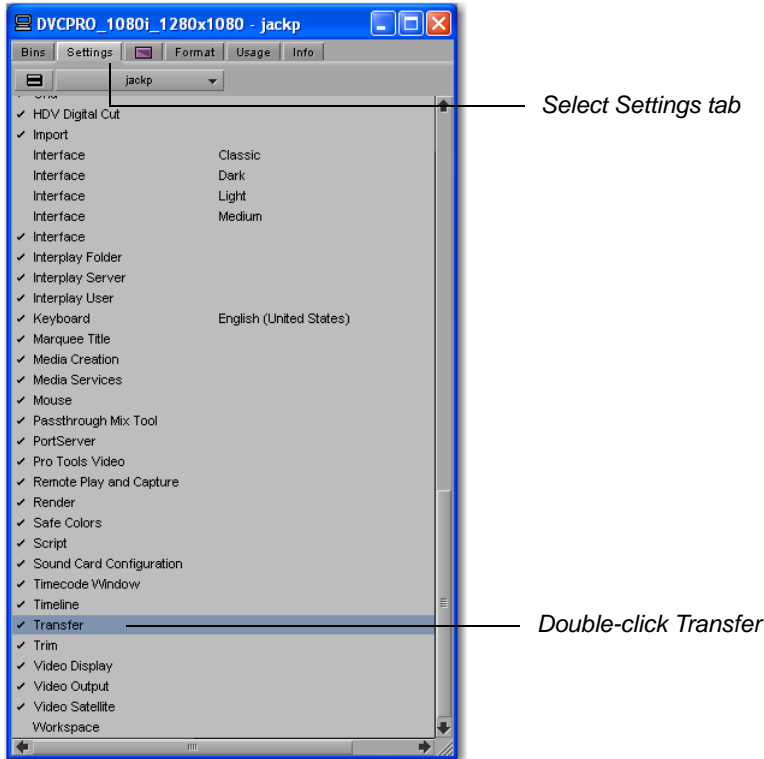 DVCPRO_1080i_1280x1080 - jackp
Bins Settings Format Usage Info
jackp
Select Settings tab
HDV Digital Cut
Import
Interface Classic
Interface Dark
Interface Light
Interface Medium
Interface
Interplay Folder
Interplay Server
Interplay User
Keyboard English (United States)
Marquee Title
Media Creation
Media Services
Mouse
Passthrough Mix Tool
PortServer
Pro Tools Video
Remote Play and Capture
Render
Safe Colors
Script
Sound Card Configuration
Timecode Window
Timeline
Transfer
Double-click Transfer
Trim
Video Display
Video Output
Video Satellite
Workspace